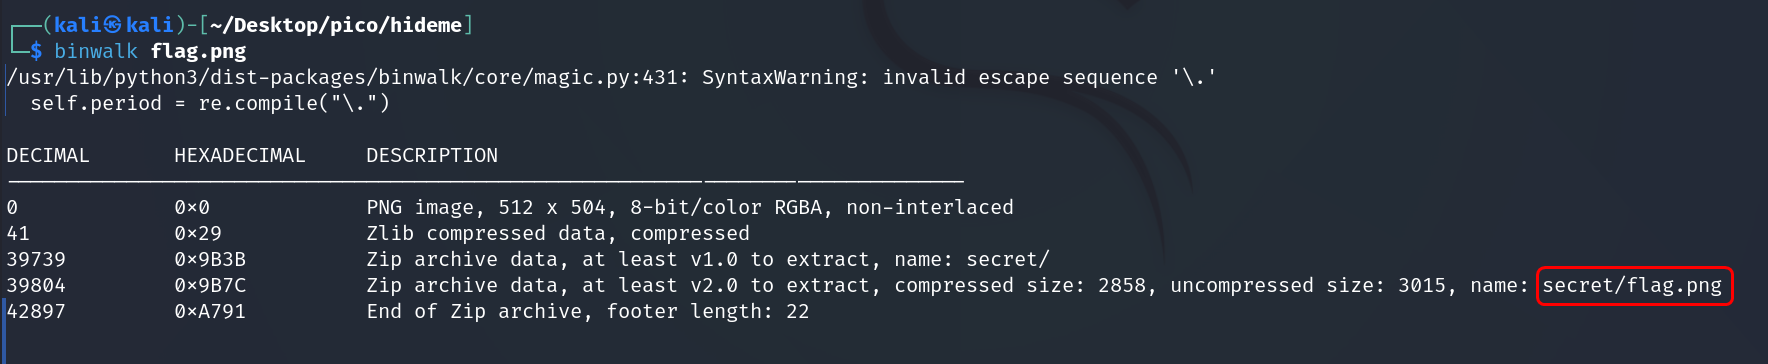 ┌──(kali㉿kali)-[~/Desktop/pico/hideme]
└─$ binwalk flag.png
/usr/lib/python3/dist-packages/binwalk/core/magic.py:431: SyntaxWarning: invalid escape sequence '\.'
  self.period = re.compile("\.")
DECIMAL       HEXADECIMAL     DESCRIPTION
--------------------------------------------------------------------------------
0             0x0             PNG image, 512 x 504, 8-bit/color RGBA, non-interlaced
41            0x29            Zlib compressed data, compressed
39739         0x9B3B          Zip archive data, at least v1.0 to extract, name: secret/
39804         0x9B7C          Zip archive data, at least v2.0 to extract, compressed size: 2858, uncompressed size: 3015, name: secret/flag.png
42897         0xA791          End of Zip archive, footer length: 22